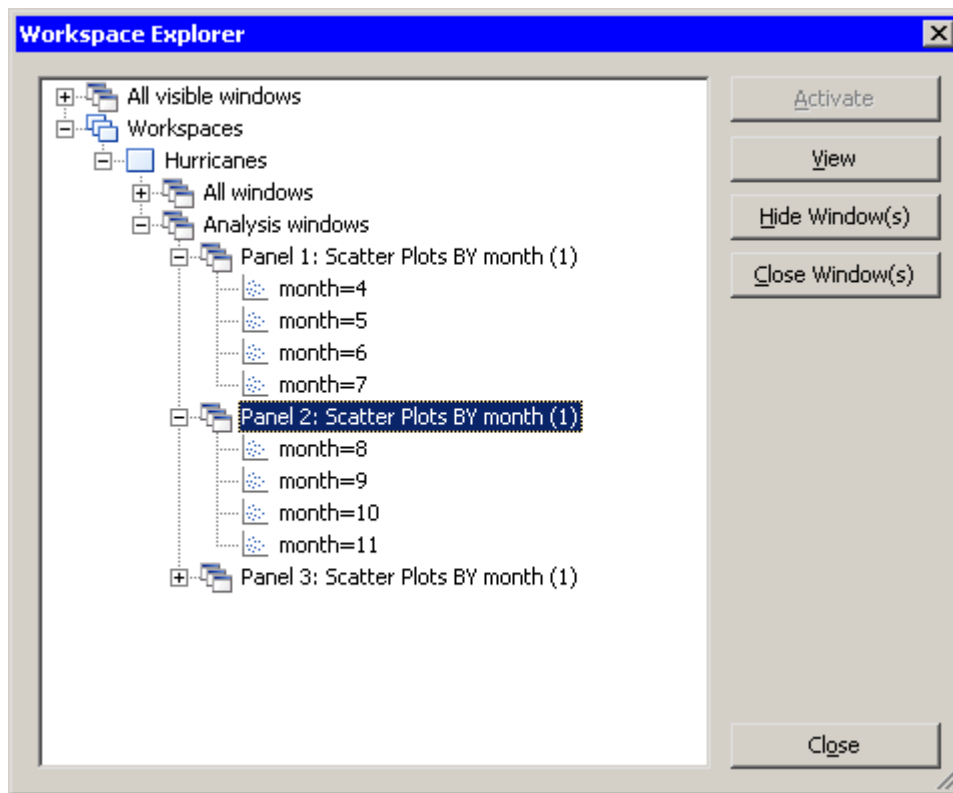 Workspace Explorer
All visible windows
Workspaces
Hurricanes
All windows
Analysis windows
Panel 1: Scatter Plots BY month (1)
month=4
month=5
month=6
month=7
Panel 2: Scatter Plots BY month (1)
month=8
month=9
month=10
month=11
Panel 3: Scatter Plots BY month (1)
Activate
View
Hide Window(s)
Close Window(s)
Close